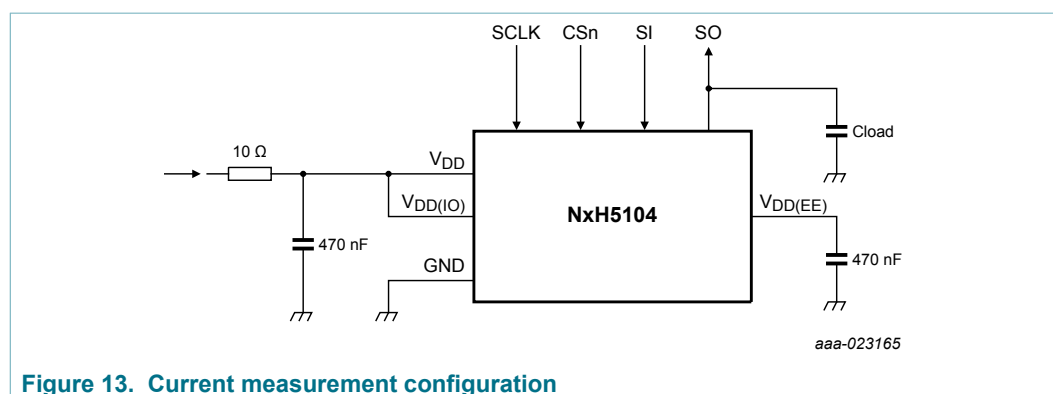 SCLK CSn SI SO
Cload
10 Ω
VDD
VDD(IO)
NxH5104
VDD(EE)
470 nF
GND
470 nF
aaa-023165
Figure 13. Current measurement configuration